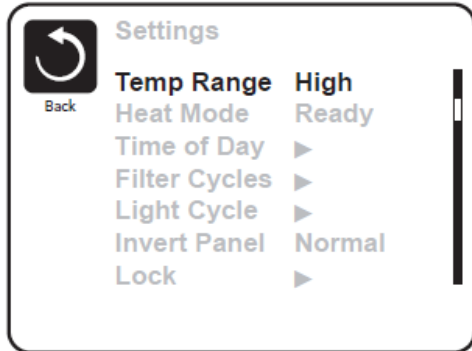 Settings
Back
Temp Range High
Heat Mode Ready
Time of Day ▶
Filter Cycles ▶
Light Cycle ▶
Invert Panel Normal
Lock ▶